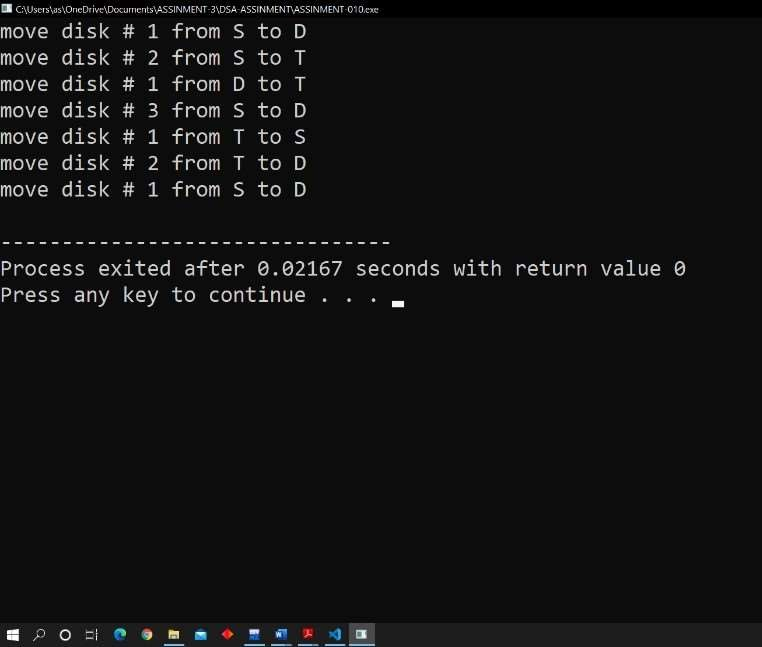 C:\Users\as\OneDrive\Documents\ASSINMENT-3\DSA-ASSINMENT\ASSINMENT-010.exe
move disk # 1 from S to D
move disk # 2 from S to T
move disk # 1 from D to T
move disk # 3 from S to D
move disk # 1 from T to S
move disk # 2 from T to D
move disk # 1 from S to D
--------------------------------
Process exited after 0.02167 seconds with return value 0
Press any key to continue . . .